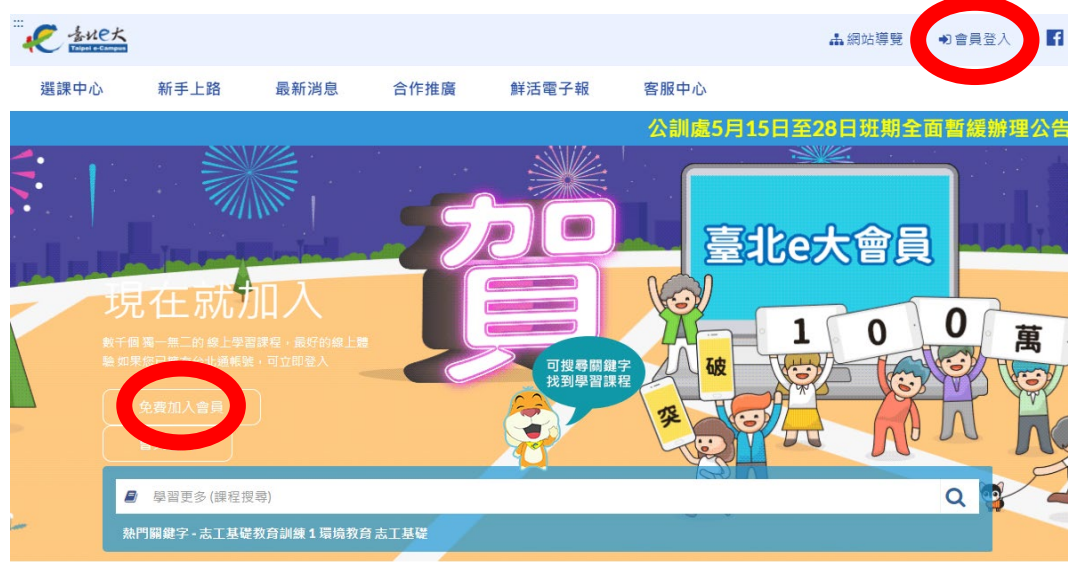 臺北e大
Taipei e-Campus
網站導覽
會員登入
選課中心
新手上路
最新消息
合作推廣
鮮活電子報
客服中心
公訓處5月15日至28日班期全面暫緩辦理公告
賀
臺北e大會員
突破100萬
現在就加入
數千個 獨一無二的 線上學習課程，最好的線上體
驗 如果您已擁有台北通帳號，可立即登入
可搜尋關鍵字
找到學習課程
免費加入會員
學習更多 (課程搜尋)
熱門關鍵字 - 志工基礎教育訓練 1 環境教育 志工基礎